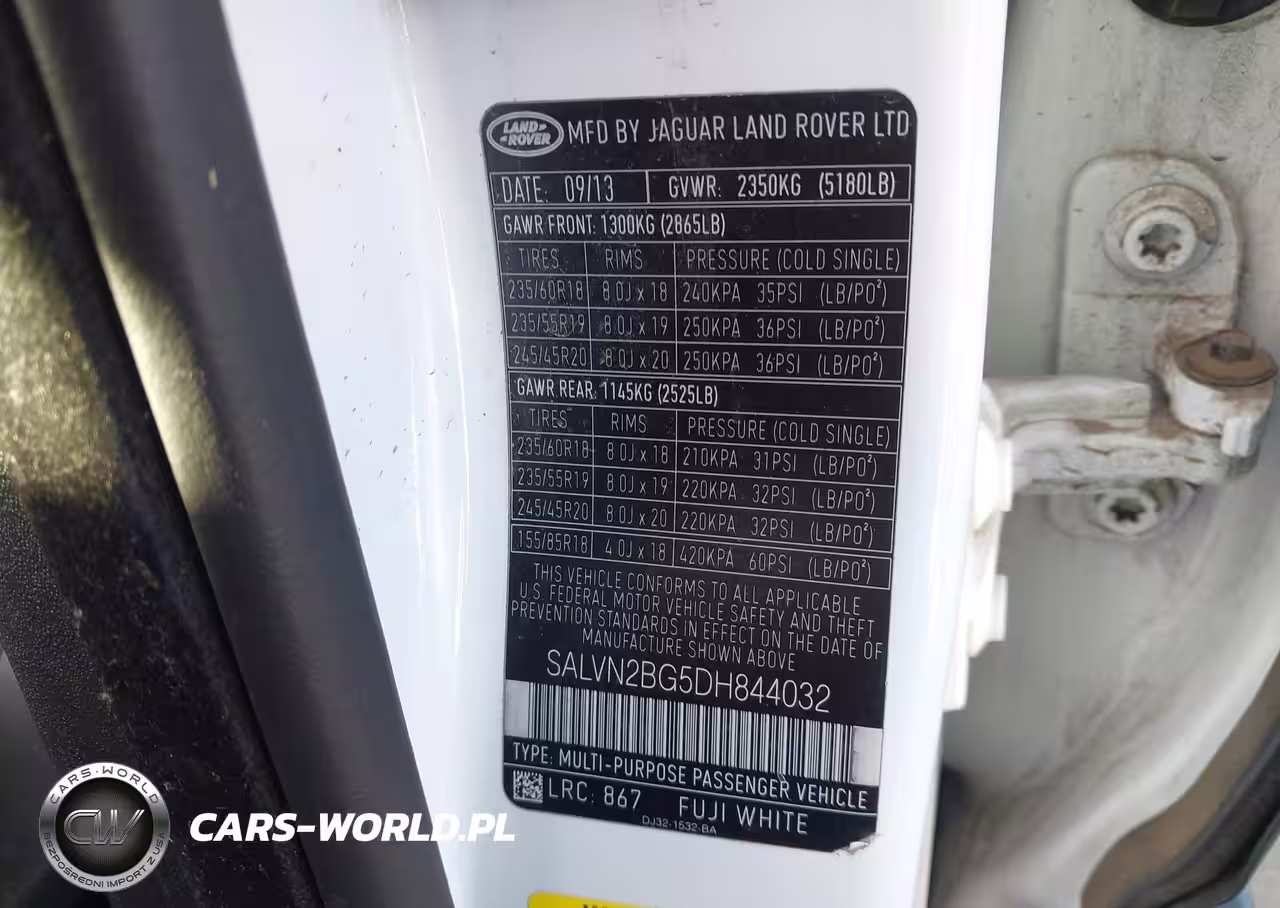 LAND ROVER MFD BY JAGUAR LAND ROVER LTD
DATE: 09/13 GVWR: 2350KG (5180LB)
GAWR FRONT: 1300KG (2865LB)
TIRES RIMS PRESSURE (COLD SINGLE)
235/60R18 8.0J x 18 240KPA 35PSI (LB/PO²)
235/55R19 8.0J x 19 250KPA 36PSI (LB/PO²)
245/45R20 8.0J x 20 250KPA 36PSI (LB/PO²)
GAWR REAR: 1145KG (2525LB)
TIRES RIMS PRESSURE (COLD SINGLE)
235/60R18 8.0J x 18 210KPA 31PSI (LB/PO²)
235/55R19 8.0J x 19 220KPA 32PSI (LB/PO²)
245/45R20 8.0J x 20 220KPA 32PSI (LB/PO²)
155/85R18 4.0J x 18 420KPA 60PSI (LB/PO²)
THIS VEHICLE CONFORMS TO ALL APPLICABLE
U.S. FEDERAL MOTOR VEHICLE SAFETY AND THEFT
PREVENTION STANDARDS IN EFFECT ON THE DATE OF
MANUFACTURE SHOWN ABOVE
SALVN2BG5DH844032
TYPE: MULTI-PURPOSE PASSENGER VEHICLE
LRC: 867 FUJI WHITE
DJ32-1532-BA
CARS-WORLD
CW
BEZPOŚREDNI IMPORT Z USA
CARS-WORLD.PL